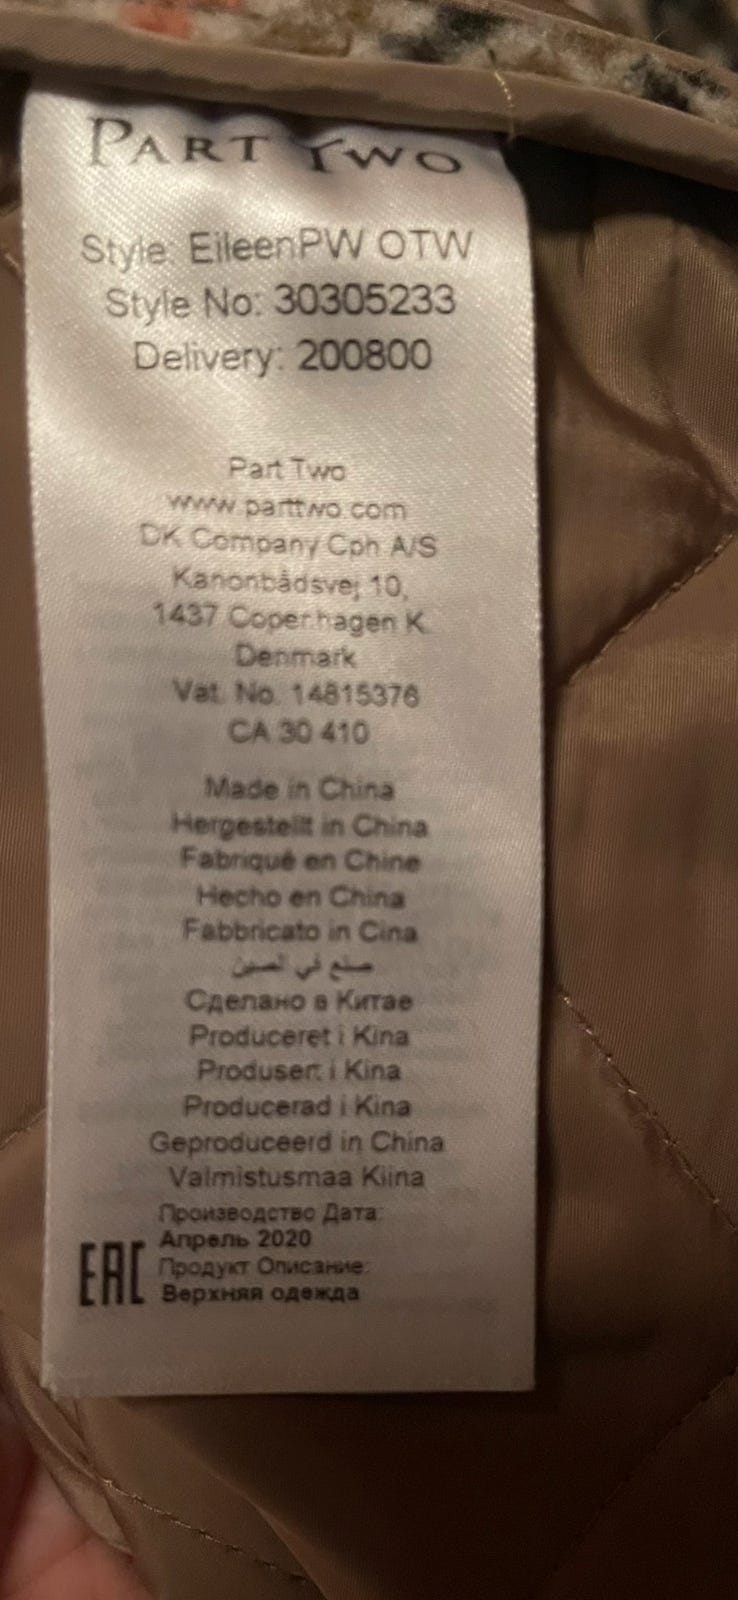 PART TWO
Style: EileenPW OTW
Style No: 30305233
Delivery: 200800
Part Two
www.parttwo.com
DK Company Cph A/S
Kanonbådsvej 10,
1437 Copenhagen K
Denmark
Vat. No. 14815376
CA 30 410
Made in China
Hergestellt in China
Fabriqué en Chine
Hecho en China
Fabbricato in Cina
صنع في الصين
Сделано в Китае
Produceret i Kina
Produsert i Kina
Producerad i Kina
Geproduceerd in China
Valmistusmaa Kiina
Производство Дата:
Апрель 2020
Продукт Описание:
Верхняя одежда
EAC